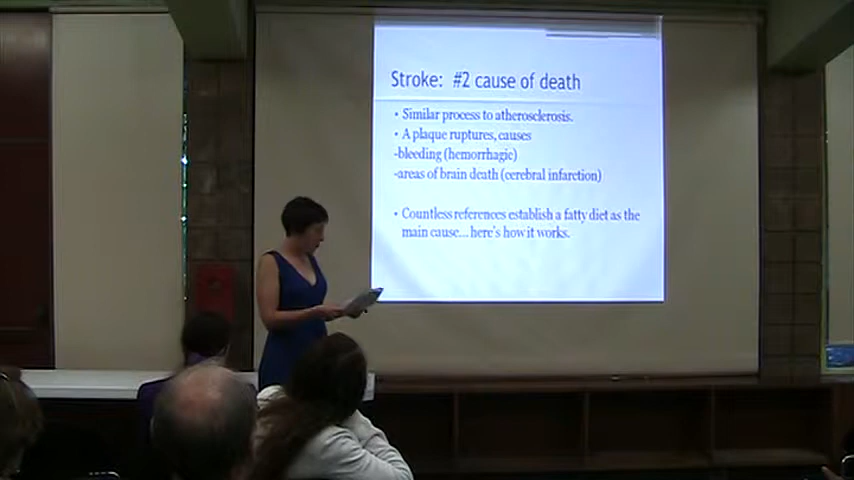 Stroke: #2 cause of death
• Similar process to atherosclerosis.
• A plaque ruptures, causes
-bleeding (hemorrhagic)
-areas of brain death (cerebral infaretion)
• Countless references establish a fatty diet as the
main cause... here's how it works.